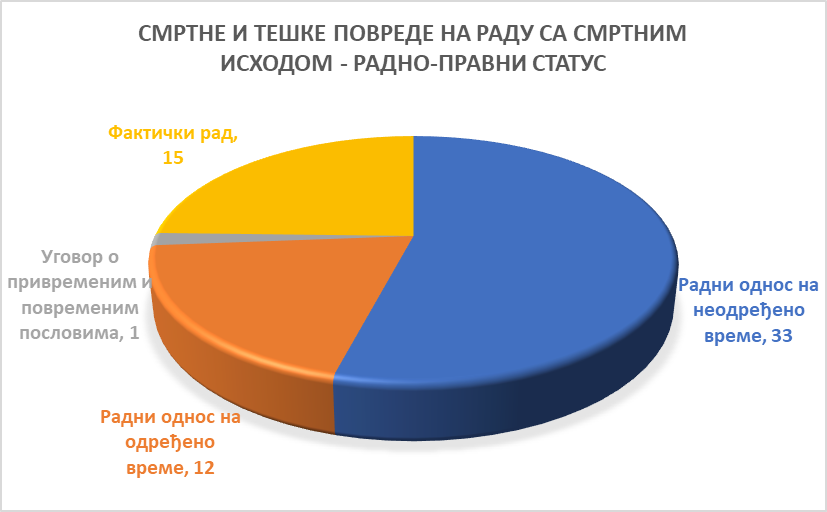 СМРТНЕ И ТЕШКЕ ПОВРЕДЕ НА РАДУ СА СМРТНИМ
ИСХОДОМ - РАДНО-ПРАВНИ СТАТУС
Фактички рад,
15
Уговор о
привременим и
повременим
пословима, 1
Радни однос на
неодређено
време, 33
Радни однос на
одређено
време, 12